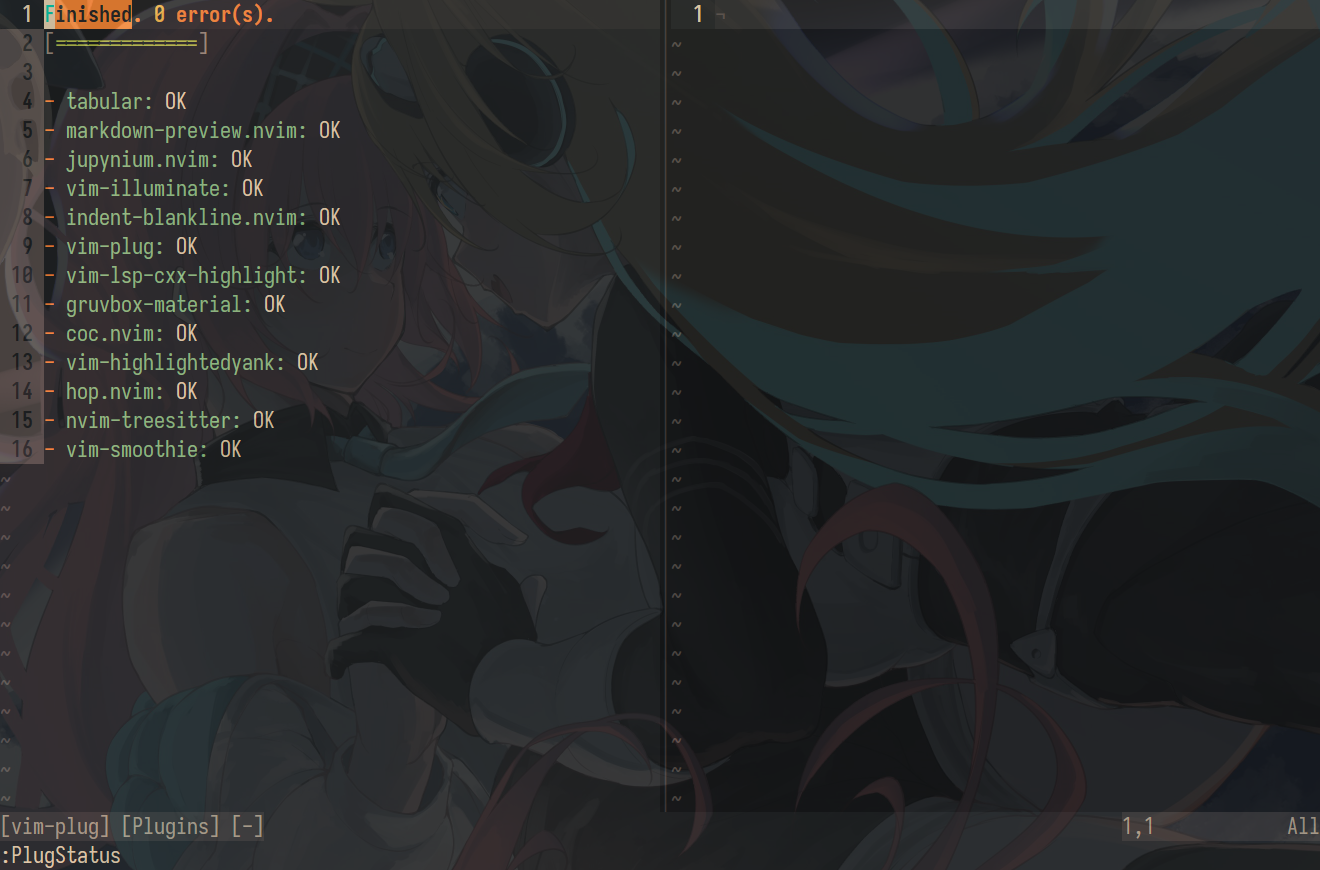 1 Finished. 0 error(s).
2 [=============]
3
4 - tabular: OK
5 - markdown-preview.nvim: OK
6 - jupynium.nvim: OK
7 - vim-illuminate: OK
8 - indent-blankline.nvim: OK
9 - vim-plug: OK
10 - vim-lsp-cxx-highlight: OK
11 - gruvbox-material: OK
12 - coc.nvim: OK
13 - vim-highlightedyank: OK
14 - hop.nvim: OK
15 - nvim-treesitter: OK
16 - vim-smoothie: OK
1 ¬
[vim-plug] [Plugins] [-] 1,1 All
:PlugStatus